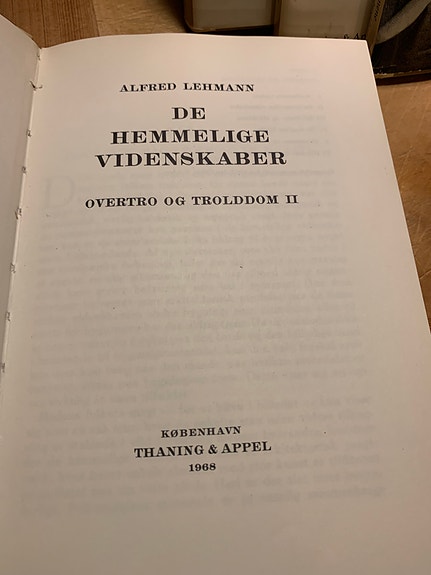 ALFRED LEHMANN
DE
HEMMELIGE
VIDENSKABER
OVERTRO OG TROLDDOM II
KØBENHAVN
THANING & APPEL
1968